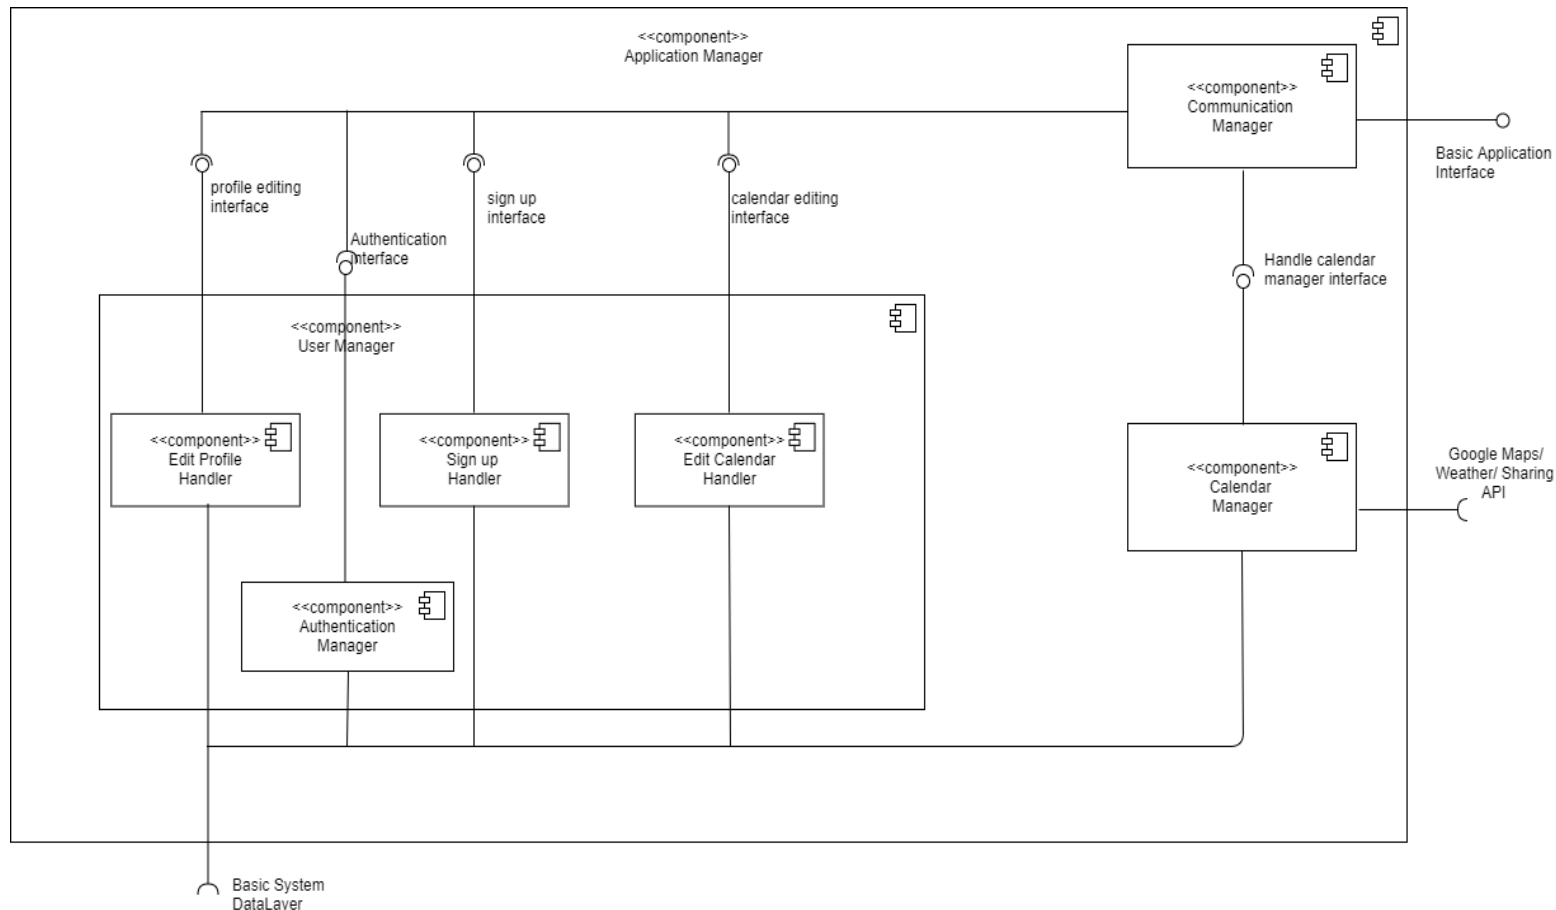 <<component>>
Application Manager
<<component>>
Communication
Manager
Basic Application
Interface
profile editing
interface
sign up
interface
calendar editing
interface
Authentication
interface
Handle calendar
manager interface
<<component>>
User Manager
<<component>>
Edit Profile
Handler
<<component>>
Sign up
Handler
<<component>>
Edit Calendar
Handler
<<component>>
Calendar
Manager
Google Maps/
Weather/ Sharing
API
<<component>>
Authentication
Manager
Basic System
DataLayer